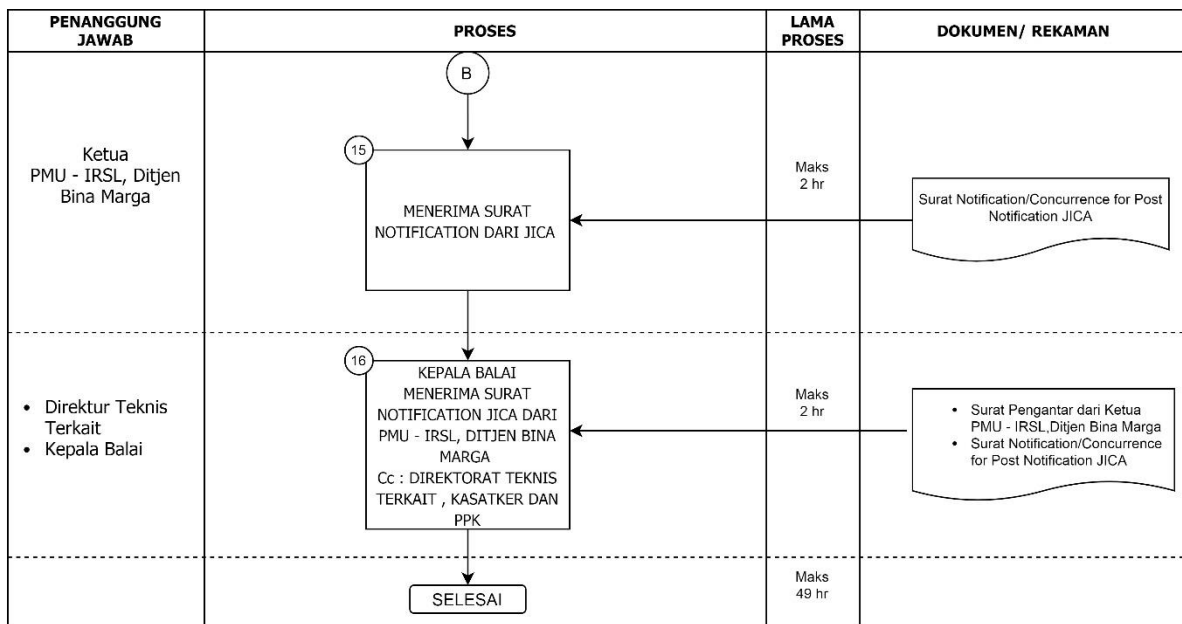 PENANGGUNG
JAWAB
PROSES
LAMA
PROSES
DOKUMEN/ REKAMAN
B
Ketua
PMU - IRSL, Ditjen
Bina Marga
15
MENERIMA SURAT
NOTIFICATION DARI JICA
Maks
2 hr
Surat Notification/Concurrence for Post
Notification JICA
• Direktur Teknis
Terkait
• Kepala Balai
16
KEPALA BALAI
MENERIMA SURAT
NOTIFICATION JICA DARI
PMU - IRSL, DITJEN BINA
MARGA
Cc : DIREKTORAT TEKNIS
TERKAIT , KASATKER DAN
PPK
Maks
2 hr
• Surat Pengantar dari Ketua
PMU - IRSL,Ditjen Bina Marga
• Surat Notification/Concurrence
for Post Notification JICA
SELESAI
Maks
49 hr